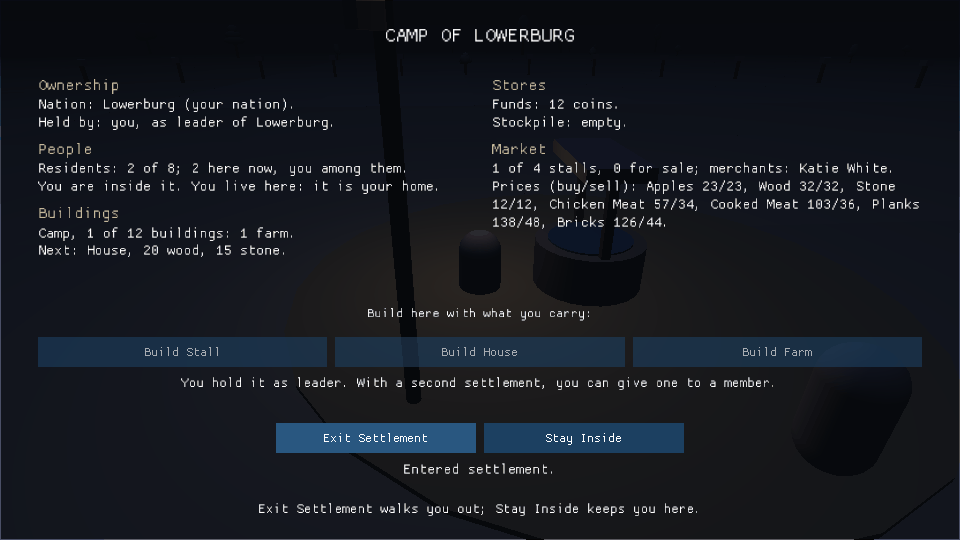 CAMP OF LOWERBURG
Ownership
Nation: Lowerburg (your nation).
Held by: you, as leader of Lowerburg.
People
Residents: 2 of 8; 2 here now, you among them.
You are inside it. You live here: it is your home.
Buildings
Camp, 1 of 12 buildings: 1 farm.
Next: House, 20 wood, 15 stone.
Stores
Funds: 12 coins.
Stockpile: empty.
Market
1 of 4 stalls, 0 for sale; merchants: Katie White.
Prices (buy/sell): Apples 23/23, Wood 32/32, Stone
12/12, Chicken Meat 57/34, Cooked Meat 103/36, Planks
138/48, Bricks 126/44.
Build here with what you carry:
Build Stall
Build House
Build Farm
You hold it as leader. With a second settlement, you can give one to a member.
Exit Settlement
Stay Inside
Entered settlement.
Exit Settlement walks you out; Stay Inside keeps you here.